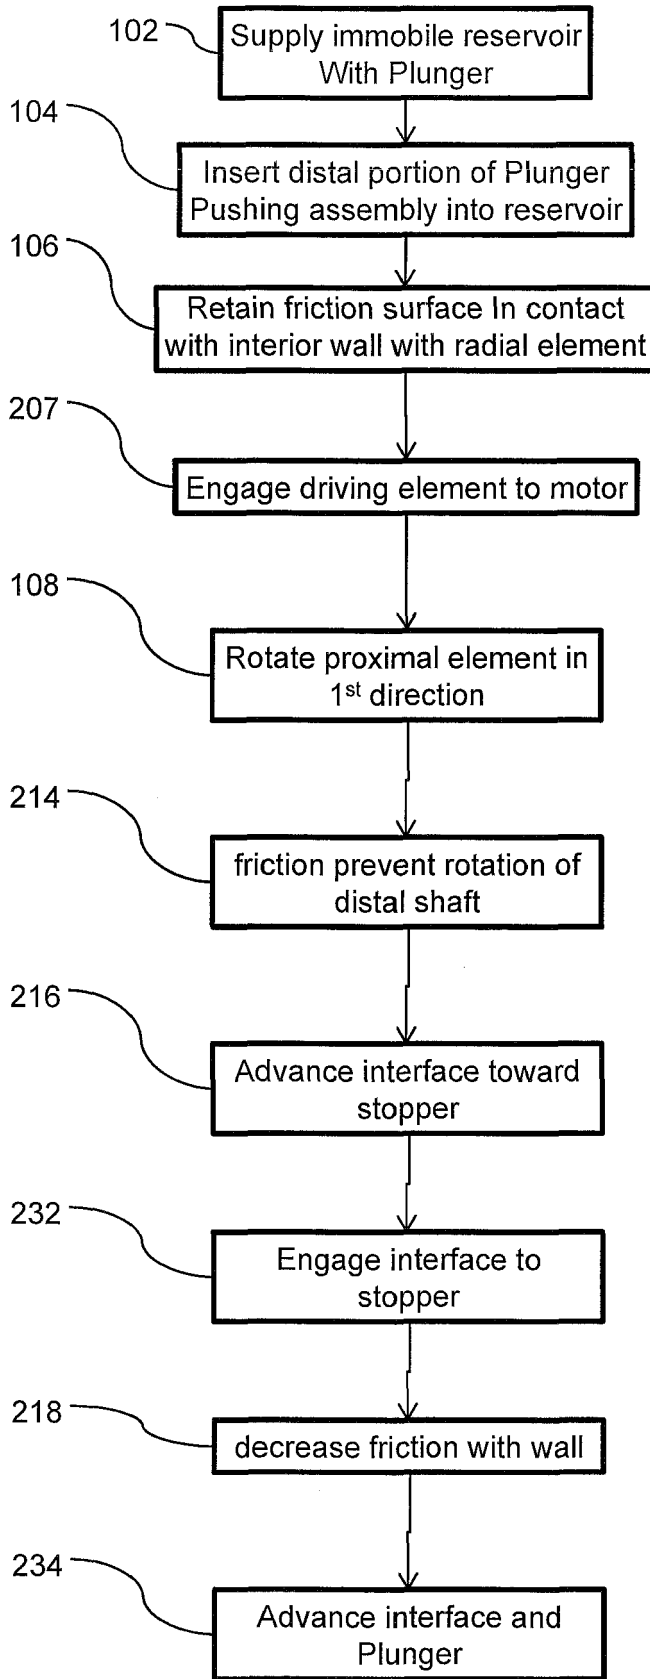 102
Supply immobile reservoir
With Plunger
104
Insert distal portion of Plunger
Pushing assembly into reservoir
106
Retain friction surface In contact
with interior wall with radial element
207
Engage driving element to motor
108
Rotate proximal element in
1st direction
214
friction prevent rotation of
distal shaft
216
Advance interface toward
stopper
232
Engage interface to
stopper
218
decrease friction with wall
234
Advance interface and
Plunger